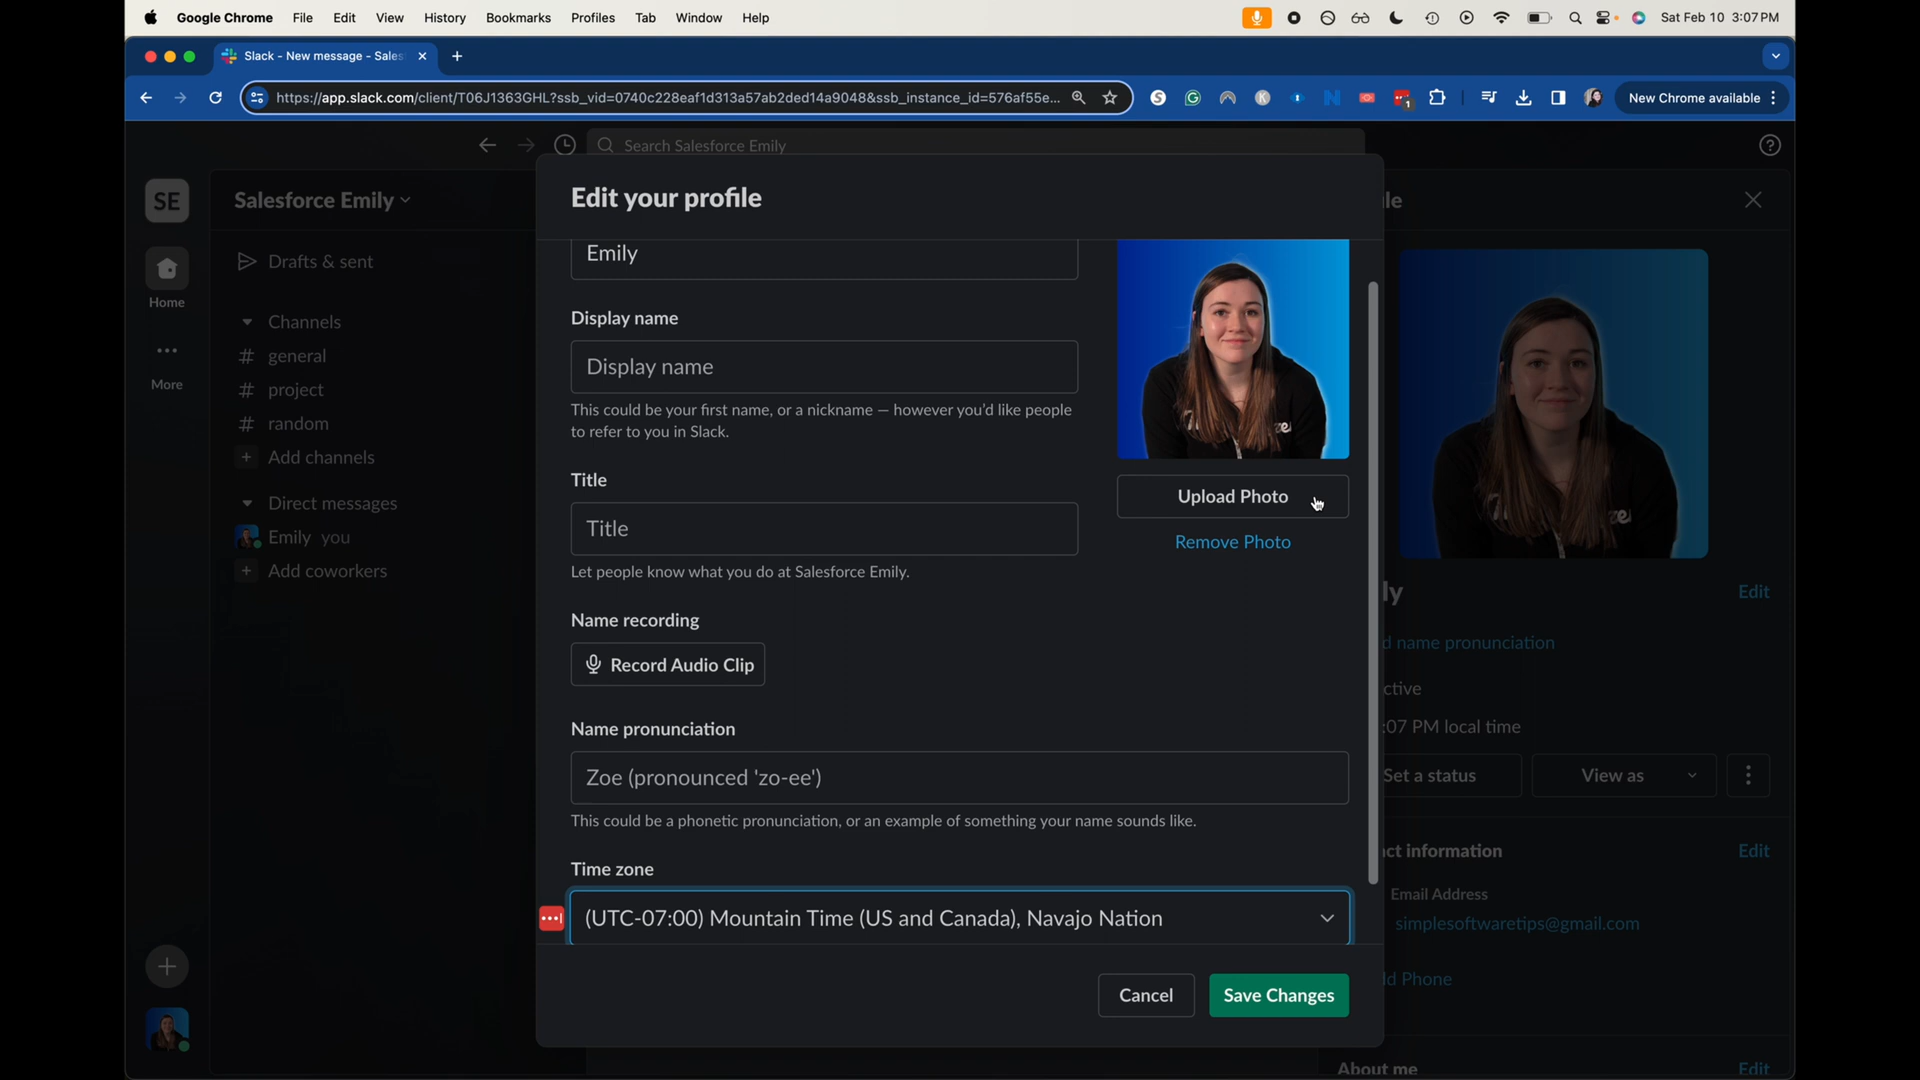 Google Chrome File Edit View History Bookmarks Profiles Tab Window Help Sat Feb 10 3:07 PM
Slack - New message - Sales
https://app.slack.com/client/T06J1363GHL?ssb_vid=0740c228eaf1d313a57ab2ded14a9048&ssb_instance_id=576af55e... New Chrome available
Search Salesforce Emily
SE
Salesforce Emily
Home
More
Drafts & sent
Channels
# general
# project
# random
+ Add channels
Direct messages
Emily you
+ Add coworkers
Edit your profile
Emily
Display name
Display name
This could be your first name, or a nickname — however you'd like people
to refer to you in Slack.
Title
Title
Let people know what you do at Salesforce Emily.
Name recording
Record Audio Clip
Name pronunciation
Zoe (pronounced 'zo-ee')
This could be a phonetic pronunciation, or an example of something your name sounds like.
Time zone
(UTC-07:00) Mountain Time (US and Canada), Navajo Nation
Upload Photo
Remove Photo
Cancel
Save Changes
le
ly
Edit
d name pronunciation
ctive
:07 PM local time
Set a status
View as
ct information
Edit
Email Address
simplesoftwaretips@gmail.com
d Phone
About me
Edit